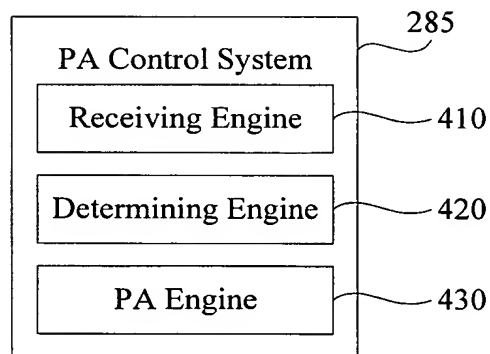 285
PA Control System
Receiving Engine 410
Determining Engine 420
PA Engine 430